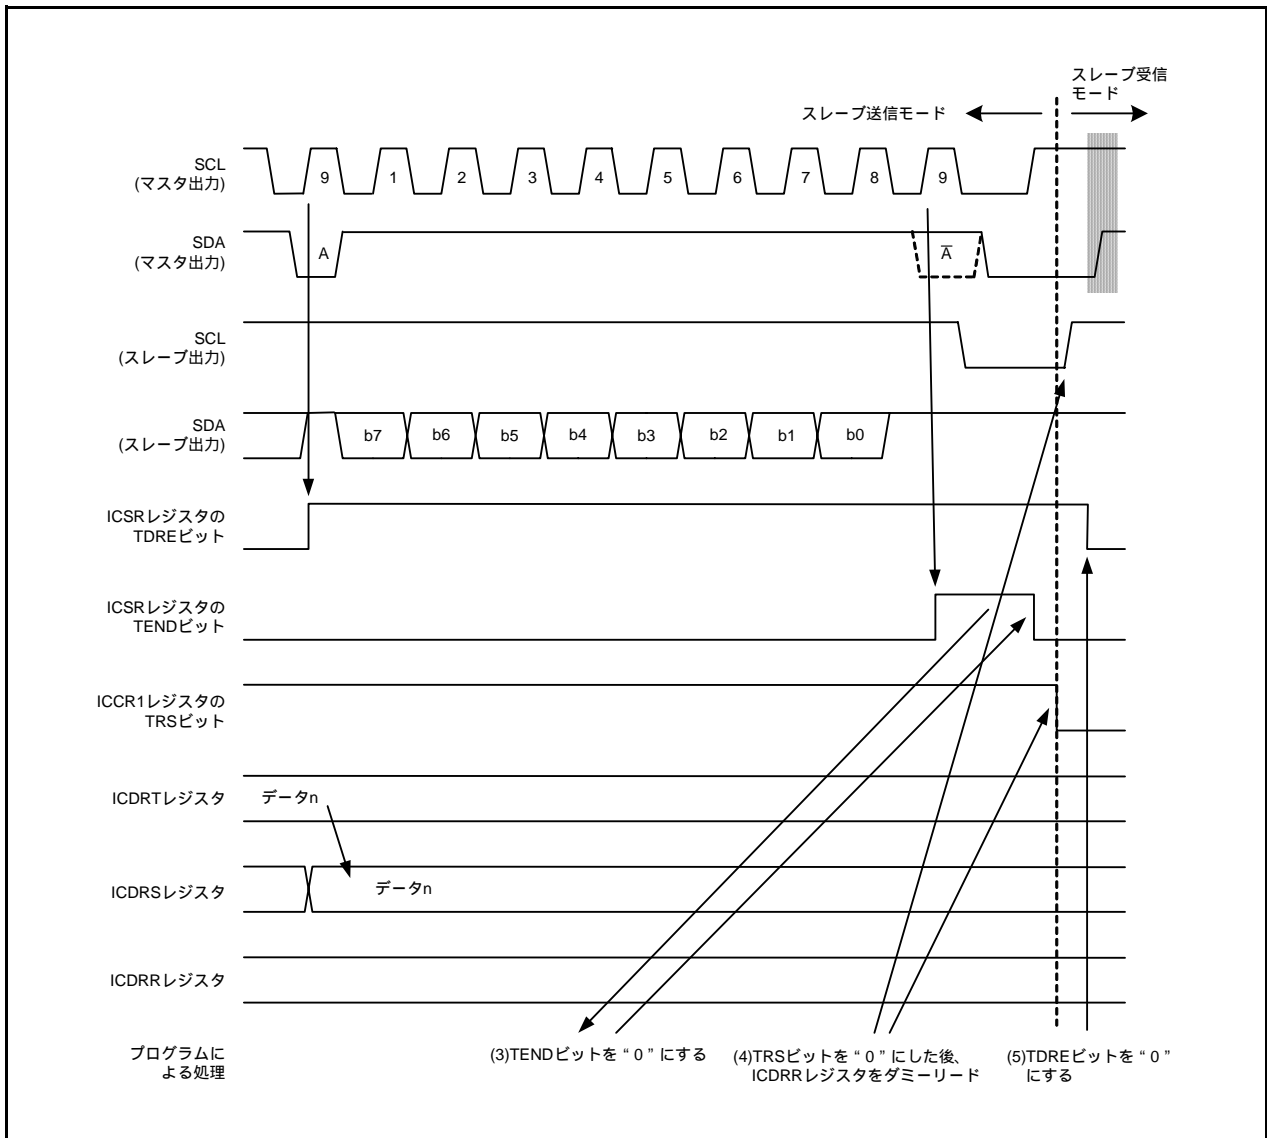 スレーブ受信
モード
スレーブ送信モード
SCL
(マスタ出力)
9 1 2 3 4 5 6 7 8 9
SDA
(マスタ出力)
A A̅
SCL
(スレーブ出力)
SDA
(スレーブ出力)
b7 b6 b5 b4 b3 b2 b1 b0
ICSRレジスタの
TDREビット
ICSRレジスタの
TENDビット
ICCR1レジスタの
TRSビット
ICDRTレジスタ データn
ICDRSレジスタ データn
ICDRRレジスタ
プログラムに
よる処理
(3)TENDビットを“0”にする
(4)TRSビットを“0”にした後、
ICDRRレジスタをダミーリード
(5)TDREビットを“0”
にする